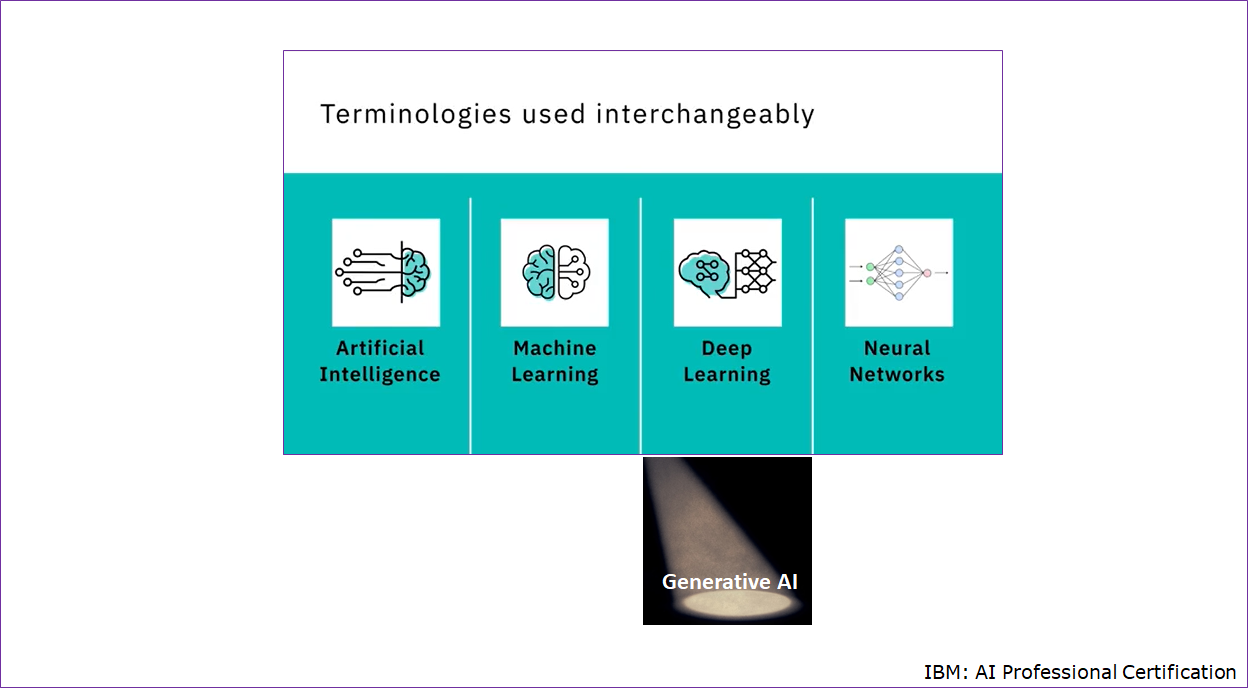 Terminologies used interchangeably
Artificial
Intelligence
Machine
Learning
Deep
Learning
Neural
Networks
Generative AI
IBM: AI Professional Certification